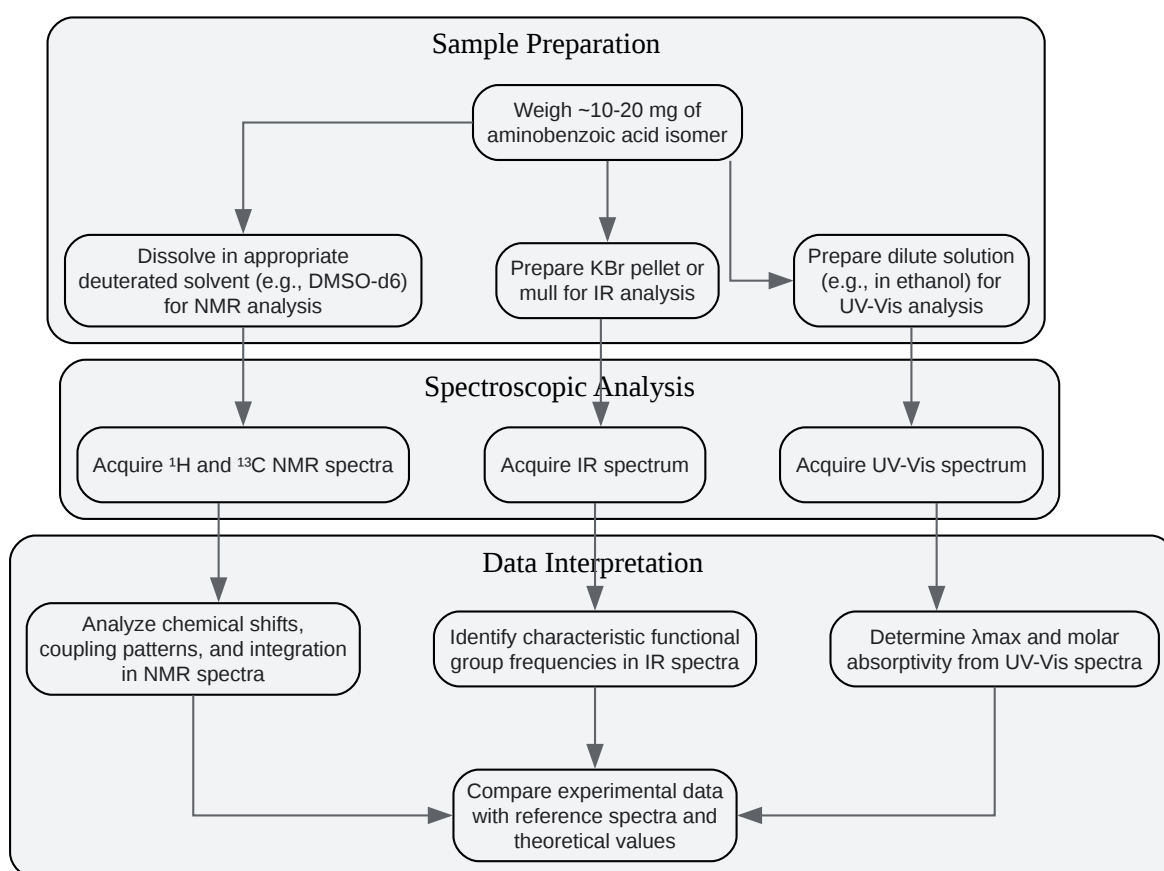 Sample Preparation
Weigh ~10-20 mg of
aminobenzoic acid isomer
Dissolve in appropriate
deuterated solvent (e.g., DMSO-d6)
for NMR analysis
Prepare KBr pellet or
mull for IR analysis
Prepare dilute solution
(e.g., in ethanol) for
UV-Vis analysis
Spectroscopic Analysis
Acquire ¹H and ¹³C NMR spectra
Acquire IR spectrum
Acquire UV-Vis spectrum
Data Interpretation
Analyze chemical shifts,
coupling patterns, and integration
in NMR spectra
Identify characteristic functional
group frequencies in IR spectra
Determine λmax and molar
absorptivity from UV-Vis spectra
Compare experimental data
with reference spectra and
theoretical values